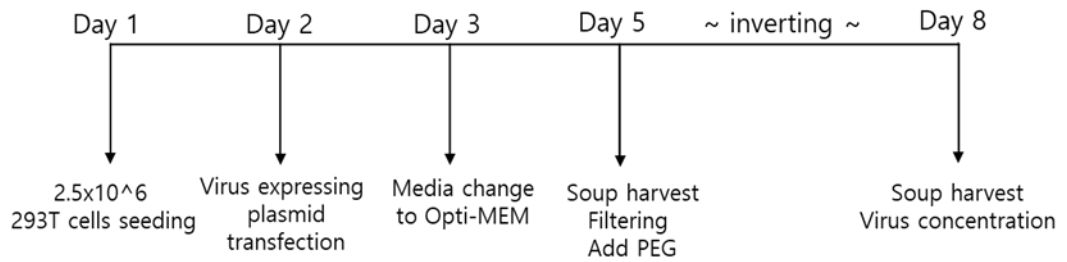 Day 1
Day 2
Day 3
Day 5
~ inverting ~
Day 8
2.5x10^6
293T cells seeding
Virus expressing
plasmid
transfection
Media change
to Opti-MEM
Soup harvest
Filtering
Add PEG
Soup harvest
Virus concentration